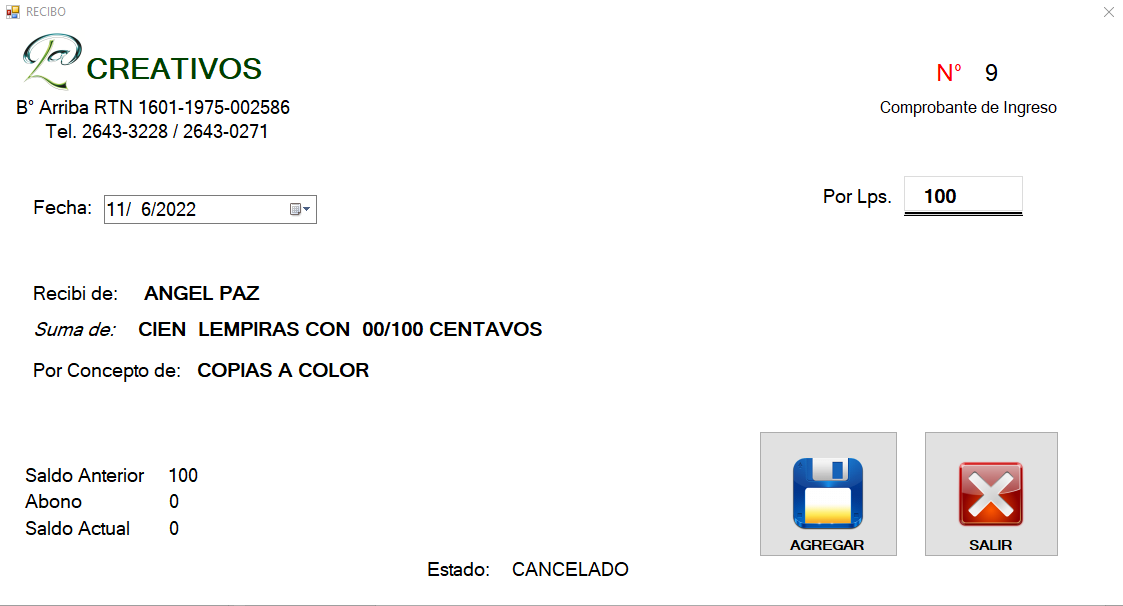 RECIBO
La CREATIVOS
N° 9
B° Arriba RTN 1601-1975-002586
Comprobante de Ingreso
Tel. 2643-3228 / 2643-0271
Fecha: 11/ 6/2022
Por Lps. 100
Recibi de: ANGEL PAZ
Suma de: CIEN LEMPIRAS CON 00/100 CENTAVOS
Por Concepto de: COPIAS A COLOR
Saldo Anterior 100
Abono 0
Saldo Actual 0
AGREGAR
SALIR
Estado: CANCELADO